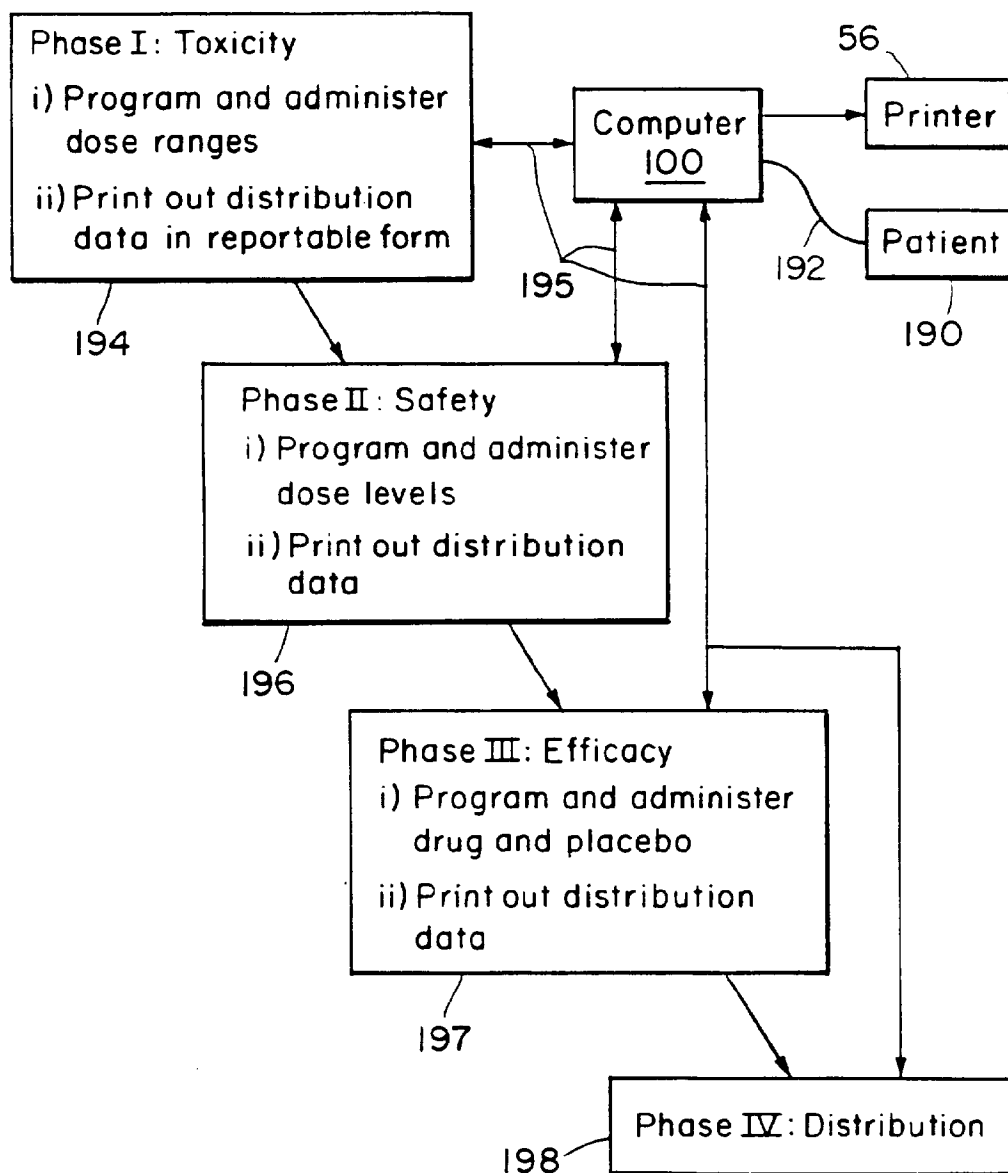 Phase I: Toxicity
i) Program and administer
dose ranges
ii) Print out distribution
data in reportable form
194
Computer
100
56
Printer
192
Patient
190
195
Phase II: Safety
i) Program and administer
dose levels
ii) Print out distribution
data
196
Phase III: Efficacy
i) Program and administer
drug and placebo
ii) Print out distribution
data
197
Phase IV: Distribution
198